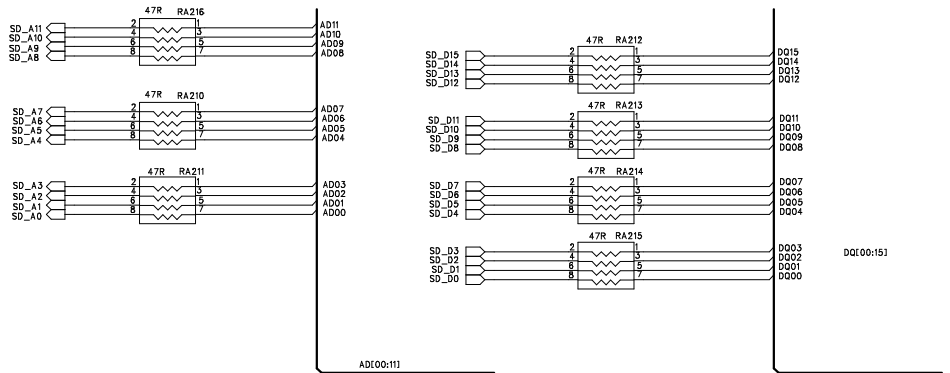 47R RA216
SD_A11 2 1 AD11
SD_A10 4 3 AD10
SD_A9 6 5 AD09
SD_A8 8 7 AD08
47R RA210
SD_A7 2 1 AD07
SD_A6 4 3 AD06
SD_A5 6 5 AD05
SD_A4 8 7 AD04
47R RA211
SD_A3 2 1 AD03
SD_A2 4 3 AD02
SD_A1 6 5 AD01
SD_A0 8 7 AD00
AD[00:11]
47R RA212
SD_D15 2 1 DQ15
SD_D14 4 3 DQ14
SD_D13 6 5 DQ13
SD_D12 8 7 DQ12
47R RA213
SD_D11 2 1 DQ11
SD_D10 4 3 DQ10
SD_D9 6 5 DQ09
SD_D8 8 7 DQ08
47R RA214
SD_D7 2 1 DQ07
SD_D6 4 3 DQ06
SD_D5 6 5 DQ05
SD_D4 8 7 DQ04
47R RA215
SD_D3 2 1 DQ03
SD_D2 4 3 DQ02
SD_D1 6 5 DQ01
SD_D0 8 7 DQ00
DQ[00:15]